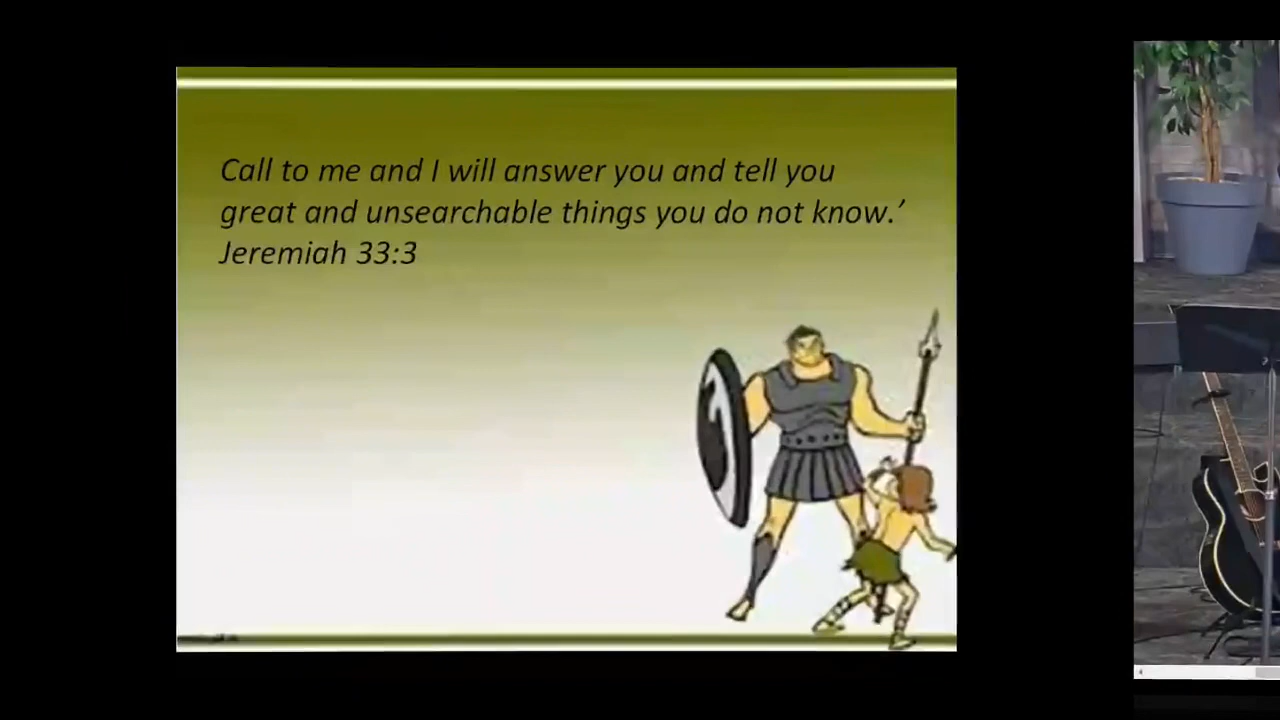 Call to me and I will answer you and tell you
great and unsearchable things you do not know.’
Jeremiah 33:3